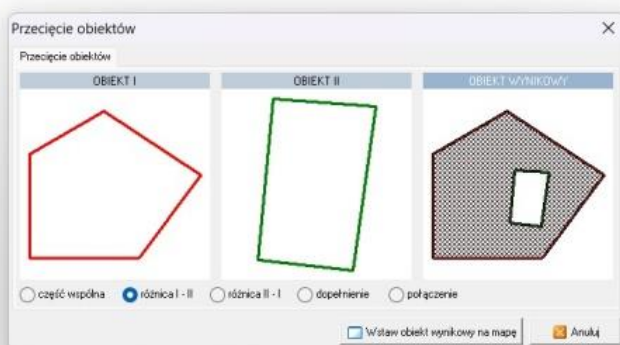 Przecięcie obiektów
Przecięcie obiektów
OBIEKT I OBIEKT II OBIEKT WYNIKOWY
część wspólna różnica I - II różnica II - I dopełnienie połączenie
Wstaw obiekt wynikowy na mapę Anuluj